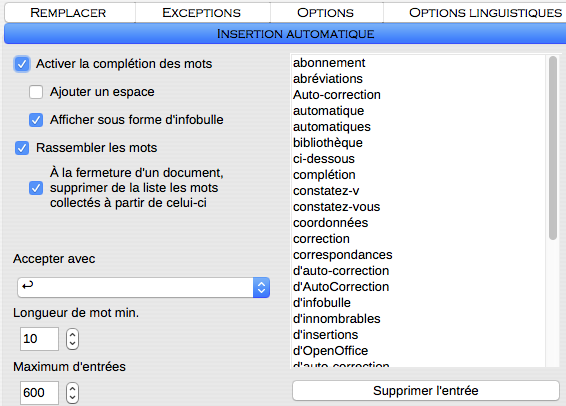 REMPLACER EXCEPTIONS OPTIONS OPTIONS LINGUISTIQUES
INSERTION AUTOMATIQUE
Activer la complétion des mots
Ajouter un espace
Afficher sous forme d'infobulle
Rassembler les mots
À la fermeture d'un document,
supprimer de la liste les mots
collectés à partir de celui-ci
Accepter avec
↩
Longueur de mot min.
10
Maximum d'entrées
600
abonnement
abréviations
Auto-correction
automatique
automatiques
bibliothèque
ci-dessous
complétion
constatez-v
constatez-vous
coordonnées
correction
correspondances
d'auto-correction
d'AutoCorrection
d'infobulle
d'innombrables
d'insertions
d'OpenOffice
d'auto-correction
Supprimer l'entrée